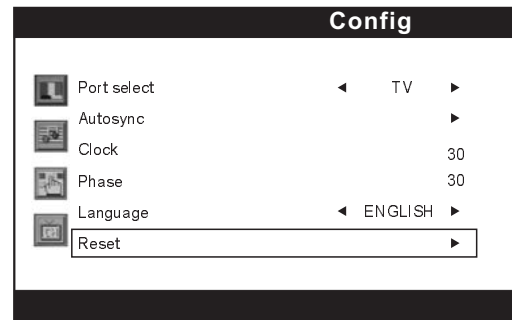 Config
Port select ◄ TV ►
Autosync ►
Clock 30
Phase 30
Language ◄ ENGLISH ►
Reset ►